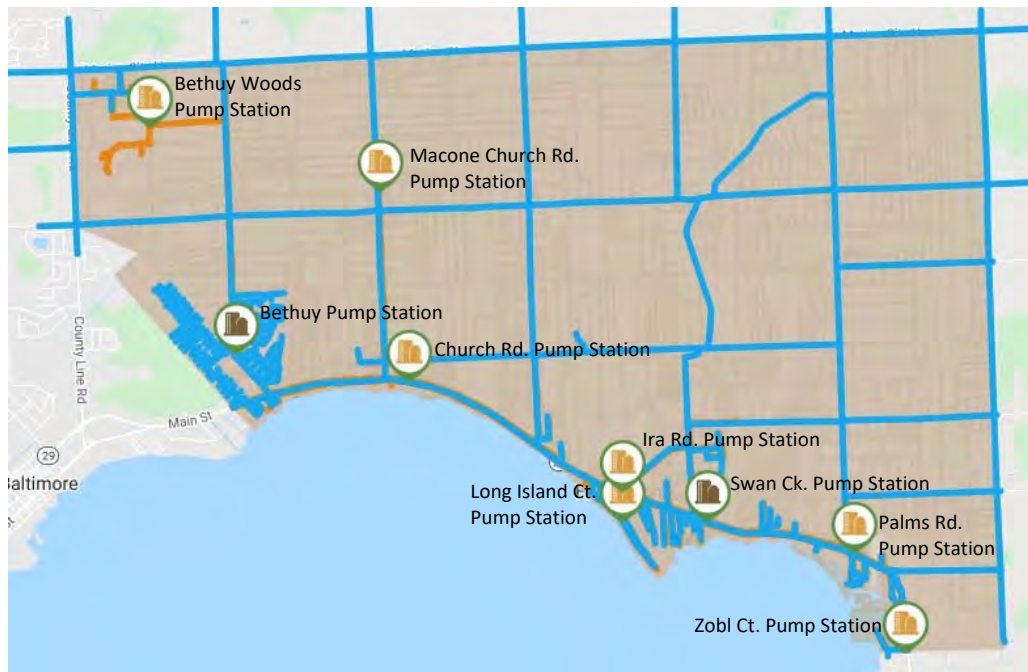 Bethuy Woods
Pump Station
Macone Church Rd.
Pump Station
Bethuy Pump Station
Church Rd. Pump Station
County Line Rd
Main St
29
Baltimore
Ira Rd. Pump Station
Long Island Ct.
Pump Station
Swan Ck. Pump Station
Palms Rd.
Pump Station
Zobl Ct. Pump Station